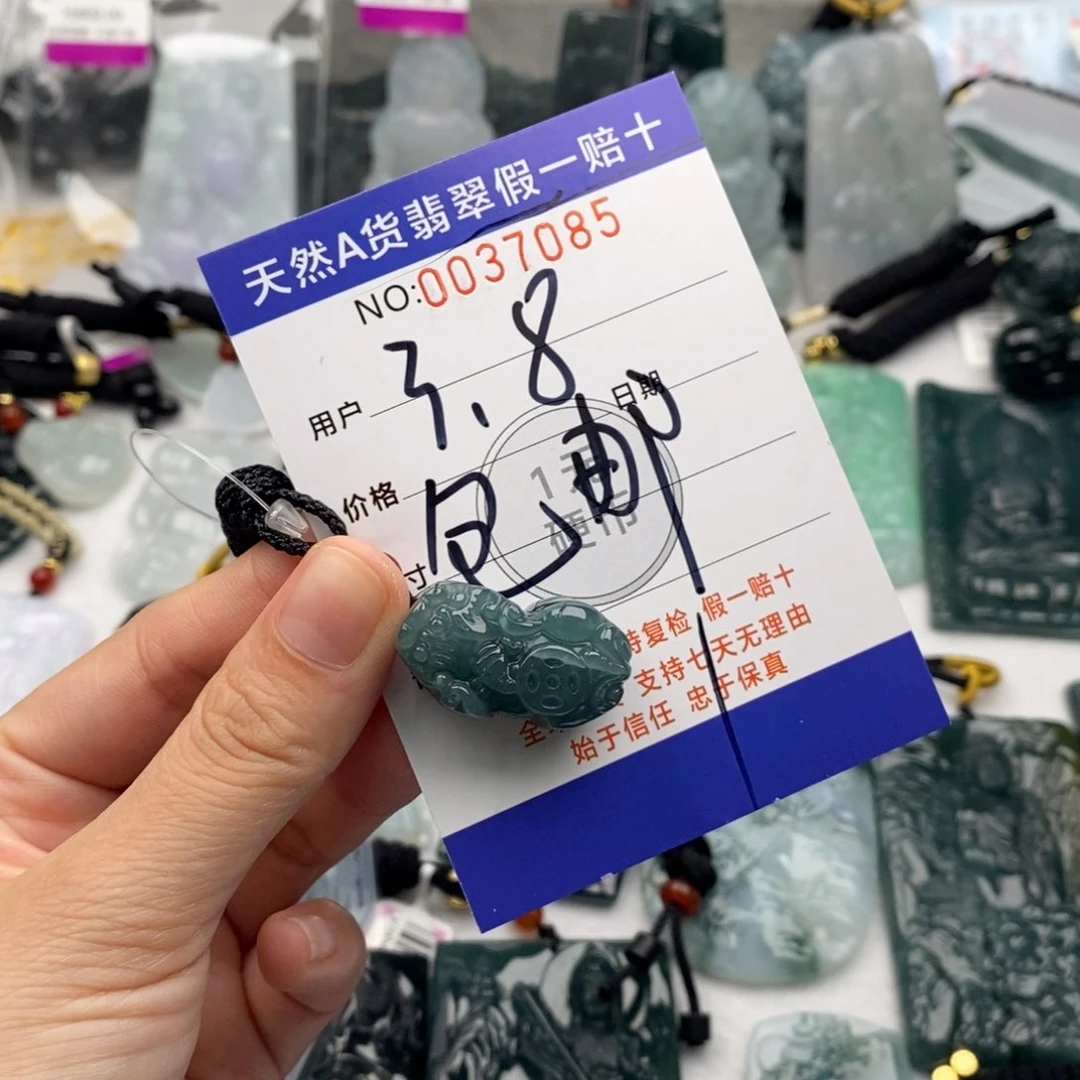 天然A货翡翠假一赔十
NO:0037085
3.8
用户
日期
包邮
价格
1元
硬币
寸
持复检 假一赔十
支持七天无理由
始于信任 忠于保真